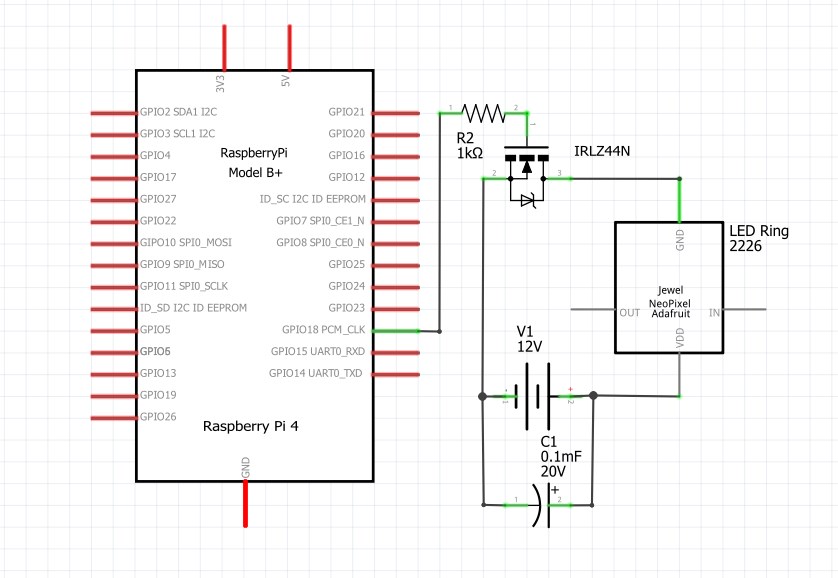 3V3
5V
GPIO2 SDA1 I2C
GPIO3 SCL1 I2C
GPIO4
GPIO17
GPIO27
GPIO22
GIPO10 SPI0_MOSI
GPIO9 SPI0_MISO
GPIO11 SPI0_SCLK
ID_SD I2C ID EEPROM
GPIO5
GPIO6
GPIO13
GPIO19
GPIO26
RaspberryPi
Model B+
GPIO21
GPIO20
GPIO16
GPIO12
ID_SC I2C ID EEPROM
GPIO7 SPI0_CE1_N
GPIO8 SPI0_CE0_N
GPIO25
GPIO24
GPIO23
GPIO18 PCM_CLK
GPIO15 UART0_RXD
GPIO14 UART0_TXD
Raspberry Pi 4
GND
1
2
R2
1kΩ
1
IRLZ44N
2
3
LED Ring
2226
GND
Jewel
NeoPixel
Adafruit
OUT
IN
VDD
V1
12V
-
+
1
2
C1
0.1mF
20V
+
1
2